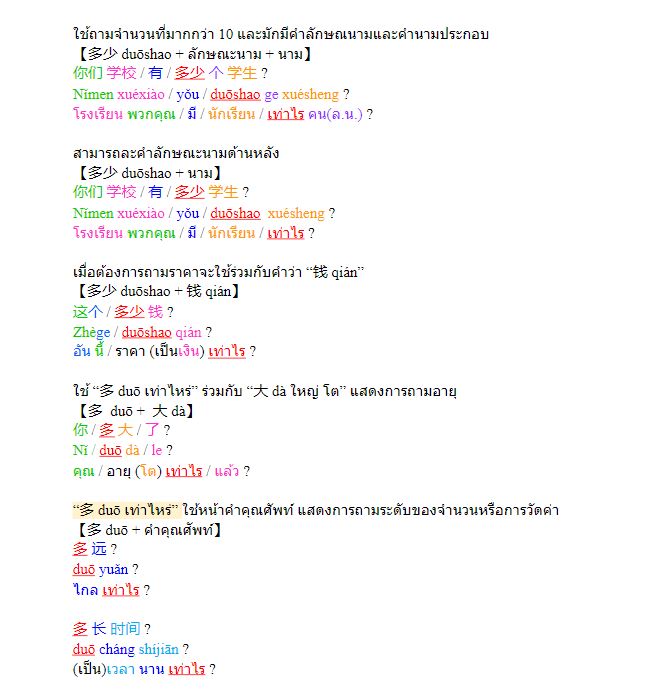 ใช้ถามจำนวนที่มากกว่า 10 และมักมีคำลักษณนามและคำนามประกอบ
【多少 duōshao + ลักษณะนาม + นาม】
你们 学校 / 有 / 多少 个 学生 ?
Nǐmen xuéxiào / yǒu / duōshao ge xuésheng ?
โรงเรียน พวกคุณ / มี / นักเรียน / เท่าไร คน(ล.น.) ?
สามารถละคำลักษณะนามด้านหลัง
【多少 duōshao + นาม】
你们 学校 / 有 / 多少 学生 ?
Nǐmen xuéxiào / yǒu / duōshao xuésheng ?
โรงเรียน พวกคุณ / มี / นักเรียน / เท่าไร ?
เมื่อต้องการถามราคาจะใช้ร่วมกับคำว่า “钱 qián”
【多少 duōshao + 钱 qián】
这个 / 多少 钱 ?
Zhège / duōshao qián ?
อัน นี้ / ราคา (เป็นเงิน) เท่าไร ?
ใช้ “多 duō เท่าไหร่” ร่วมกับ “大 dà ใหญ่ โต” แสดงการถามอายุ
【多 duō + 大 dà】
你 / 多 大 / 了 ?
Nǐ / duō dà / le ?
คุณ / อายุ (โต) เท่าไร / แล้ว ?
“多 duō เท่าไหร่” ใช้หน้าคำคุณศัพท์ แสดงการถามระดับของจำนวนหรือการวัดค่า
【多 duō + คำคุณศัพท์】
多 远 ?
duō yuǎn ?
ไกล เท่าไร ?
多 长 时间 ?
duō cháng shíjiān ?
(เป็น)เวลา นาน เท่าไร ?